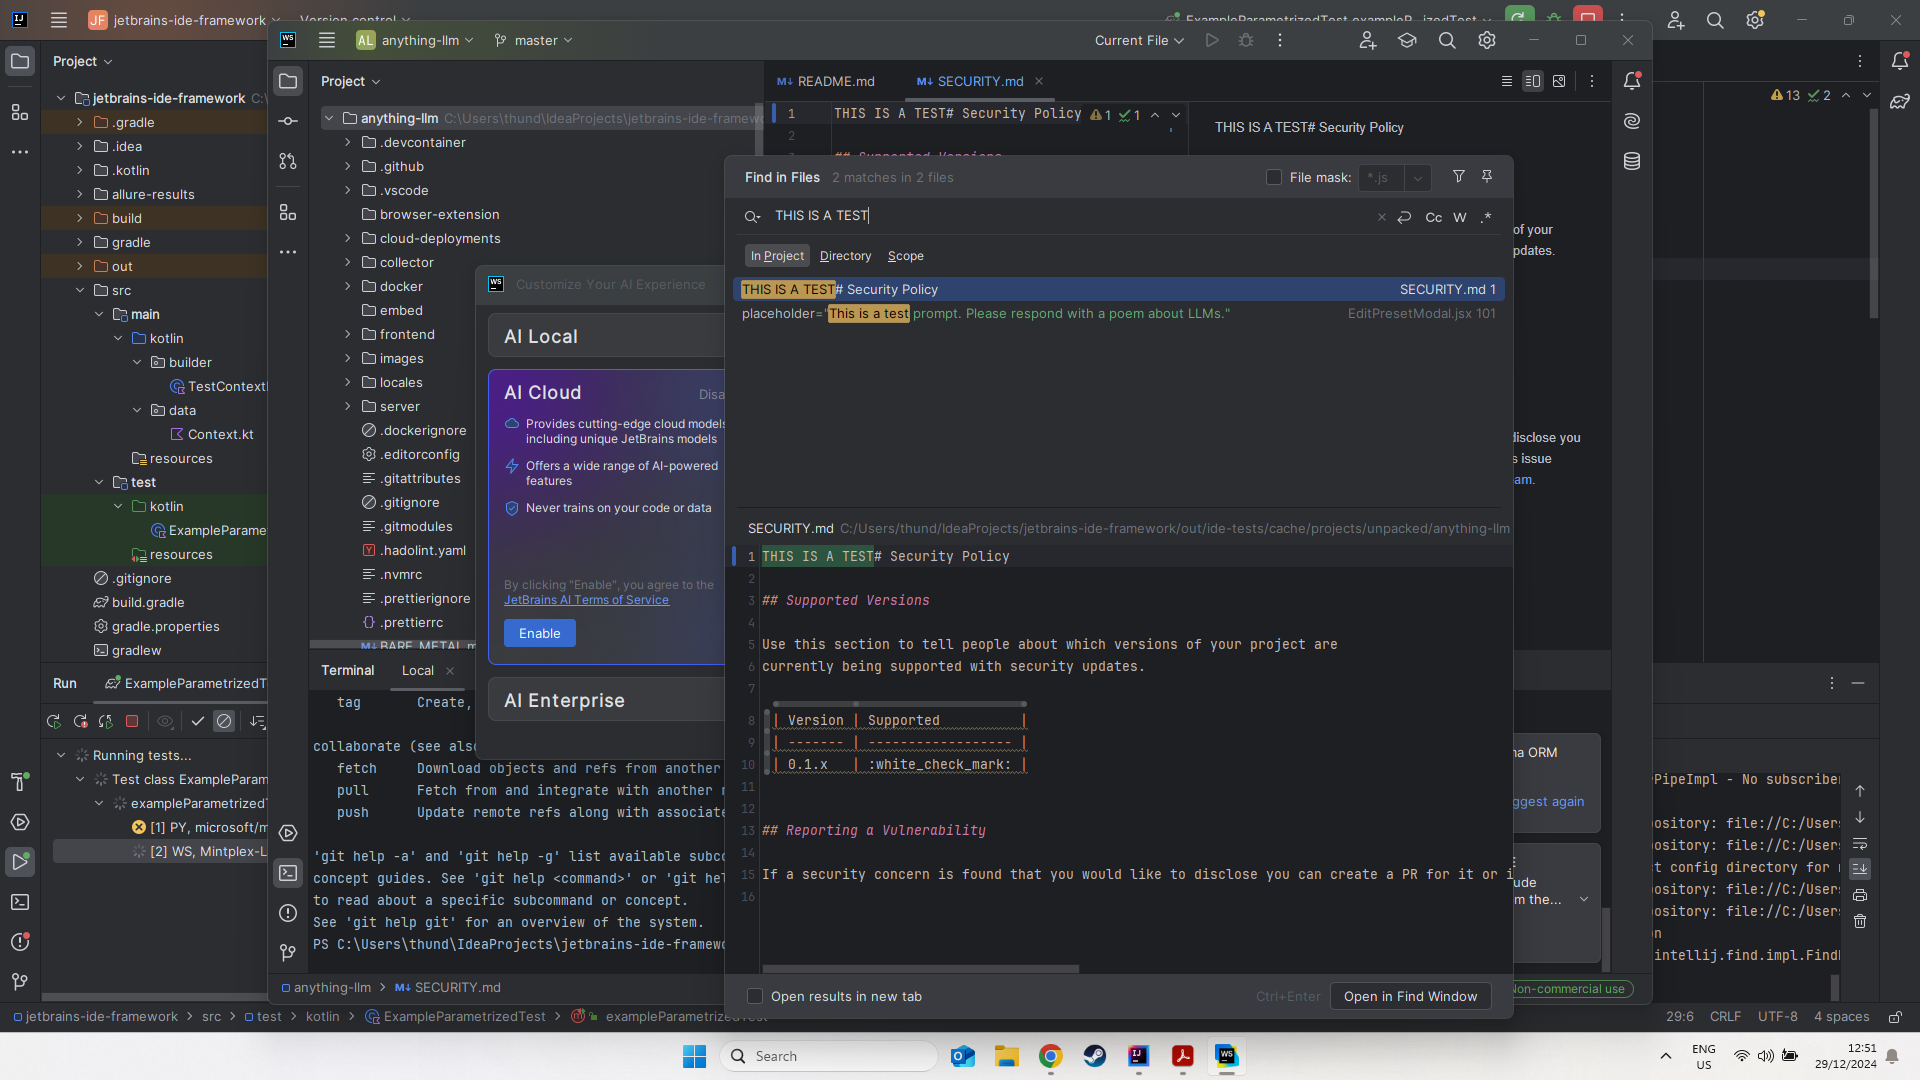 JF jetbrains-ide-framework
Version control
ExampleParametrizedTest.exampleP...izedTest
Project
jetbrains-ide-framework C:\
.gradle
.idea
.kotlin
allure-results
build
gradle
out
src
main
kotlin
builder
TestContext
data
Context.kt
resources
test
kotlin
ExampleParame
resources
.gitignore
build.gradle
gradle.properties
gradlew
Run ExampleParametrizedT
Running tests...
Test class ExampleParam
exampleParametrizedT
[1] PY, microsoft/m
[2] WS, Mintplex-L
WS AL anything-llm master Current File
Project
anything-llm C:\Users\thund\IdeaProjects\jetbrains-ide-framewo
.devcontainer
.github
.vscode
browser-extension
cloud-deployments
collector
docker
embed
frontend
images
locales
server
.dockerignore
.editorconfig
.gitattributes
.gitignore
.gitmodules
.hadolint.yaml
.nvmrc
.prettierignore
.prettierrc
BARE_METAL.m
README.md SECURITY.md
1 THIS IS A TEST# Security Policy 1 1
2
3 ## Supported Versions
THIS IS A TEST# Security Policy
of your
pdates.
disclose you
s issue
am.
13 2
WS Customize Your AI Experience
AI Local
AI Cloud Disa
Provides cutting-edge cloud models
including unique JetBrains models
Offers a wide range of AI-powered
features
Never trains on your code or data
By clicking "Enable", you agree to the
JetBrains AI Terms of Service
Enable
AI Enterprise
Find in Files 2 matches in 2 files File mask: *.js
THIS IS A TEST Cc W .*
In Project Directory Scope
THIS IS A TEST# Security Policy SECURITY.md 1
placeholder="This is a test prompt. Please respond with a poem about LLMs." EditPresetModal.jsx 101
SECURITY.md C:/Users/thund/IdeaProjects/jetbrains-ide-framework/out/ide-tests/cache/projects/unpacked/anything-llm
1 THIS IS A TEST# Security Policy
2
3 ## Supported Versions
4
5 Use this section to tell people about which versions of your project are
6 currently being supported with security updates.
7
8 | Version | Supported |
9 | ------- | ------------------ |
10 | 0.1.x | :white_check_mark: |
11
12
13 ## Reporting a Vulnerability
14
15 If a security concern is found that you would like to disclose you can create a PR for it or i
16
Open results in new tab Ctrl+Enter Open in Find Window
Terminal Local
tag Create,
collaborate (see als
fetch Download objects and refs from another
pull Fetch from and integrate with another r
push Update remote refs along with associate
'git help -a' and 'git help -g' list available subco
concept guides. See 'git help <command>' or 'git hel
to read about a specific subcommand or concept.
See 'git help git' for an overview of the system.
PS C:\Users\thund\IdeaProjects\jetbrains-ide-framewo
anything-llm SECURITY.md
Non-commercial use
na ORM
ggest again
ude
m the...
PipeImpl - No subscriber
ository: file://C:/Users
ository: file://C:/Users
t config directory for
ository: file://C:/Users
ository: file://C:/Users
on
intellij.find.impl.Find
jetbrains-ide-framework src test kotlin ExampleParametrizedTest exampleParametrizedTest
29:6 CRLF UTF-8 4 spaces
Search
ENG
US
12:51
29/12/2024